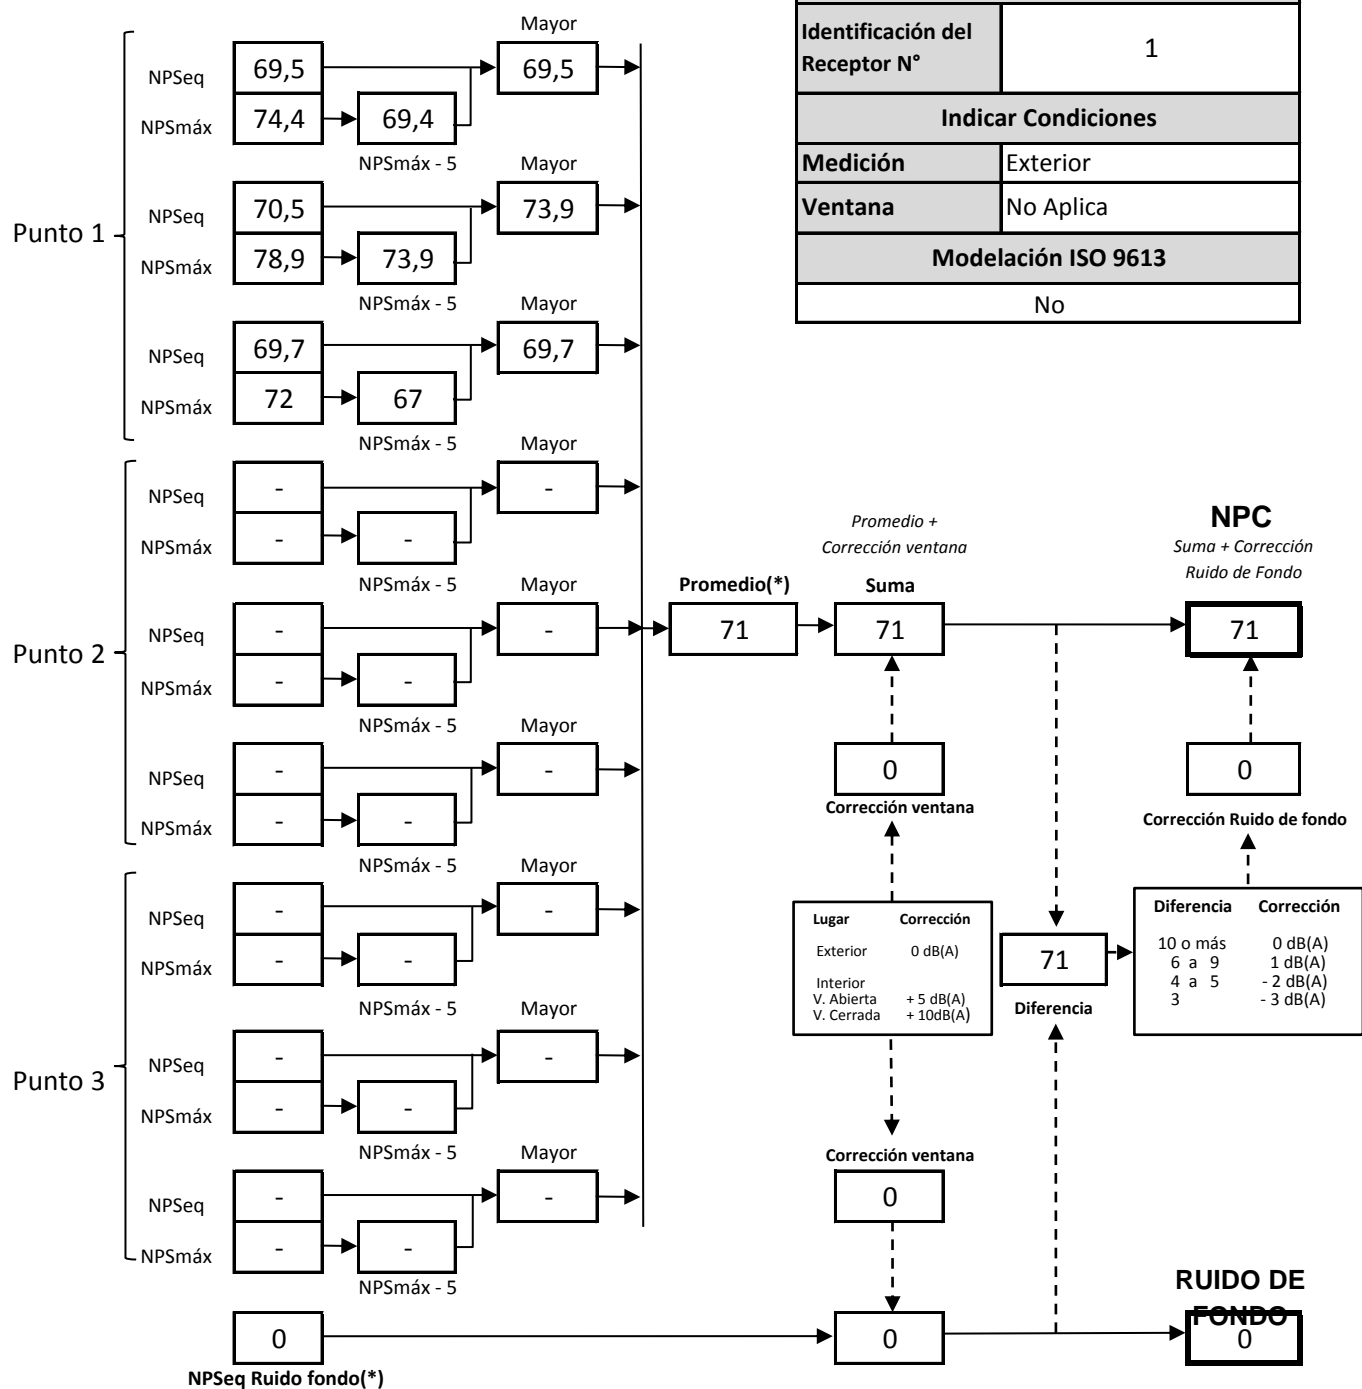 Identificación del
Receptor N°
1
Indicar Condiciones
Medición
Exterior
Ventana
No Aplica
Modelación ISO 9613
No
Punto 1
Mayor
NPSeq
69,5
69,5
NPSmáx
74,4
69,4
NPSmáx - 5
Mayor
NPSeq
70,5
73,9
NPSmáx
78,9
73,9
NPSmáx - 5
Mayor
NPSeq
69,7
69,7
NPSmáx
72
67
NPSmáx - 5
Punto 2
Mayor
NPSeq
-
-
NPSmáx
-
-
NPSmáx - 5
Mayor
NPSeq
-
-
NPSmáx
-
-
NPSmáx - 5
Mayor
NPSeq
-
-
NPSmáx
-
-
NPSmáx - 5
Punto 3
Mayor
NPSeq
-
-
NPSmáx
-
-
NPSmáx - 5
Mayor
NPSeq
-
-
NPSmáx
-
-
NPSmáx - 5
Mayor
NPSeq
-
-
NPSmáx
-
-
NPSmáx - 5
0
NPSeq Ruido fondo(*)
Promedio(*)
71
Promedio +
Corrección ventana
Suma
71
0
Corrección ventana
Lugar Corrección
Exterior 0 dB(A)
Interior
V. Abierta + 5 dB(A)
V. Cerrada + 10dB(A)
Corrección ventana
0
0
71
Diferencia
NPC
Suma + Corrección
Ruido de Fondo
71
0
Corrección Ruido de fondo
Diferencia Corrección
10 o más 0 dB(A)
6 a 9 1 dB(A)
4 a 5 - 2 dB(A)
3 - 3 dB(A)
RUIDO DE
FONDO
0